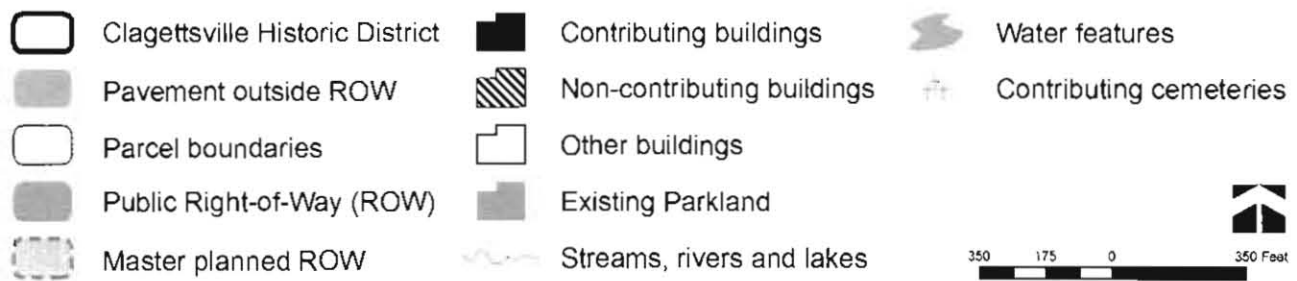 Clagettsville Historic District
Pavement outside ROW
Parcel boundaries
Public Right-of-Way (ROW)
Master planned ROW
Contributing buildings
Non-contributing buildings
Other buildings
Existing Parkland
Streams, rivers and lakes
Water features
Contributing cemeteries
350 175 0 350 Feet